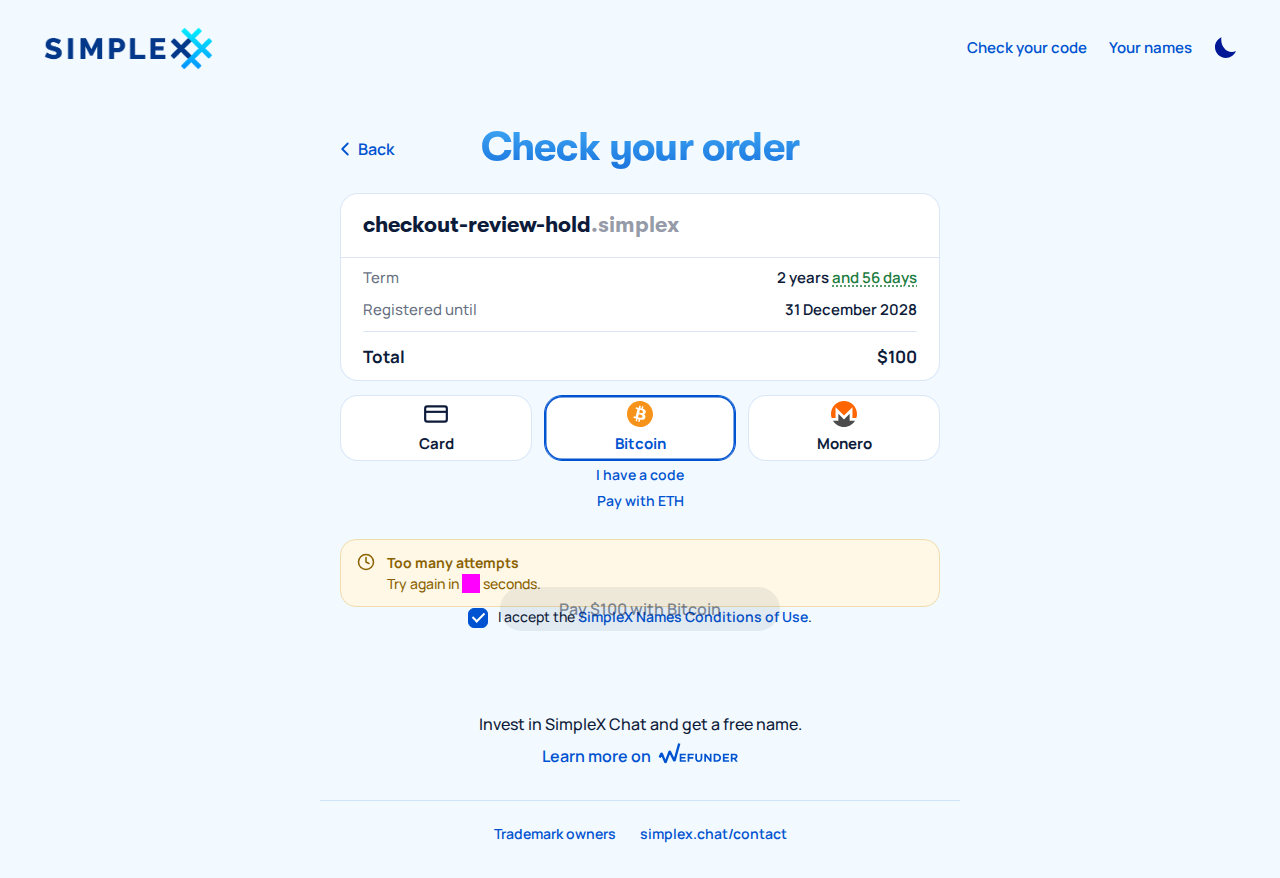 SIMPLEX
Check your code
Your names
Back
Check your order
checkout-review-hold.simplex
Term
2 years and 56 days
Registered until
31 December 2028
Total
$100
Card
Bitcoin
Monero
I have a code
Pay with ETH
Too many attempts
Try again in seconds.
Pay $100 with Bitcoin
I accept the SimpleX Names Conditions of Use.
Invest in SimpleX Chat and get a free name.
Learn more on WEFUNDER
Trademark owners
simplex.chat/contact